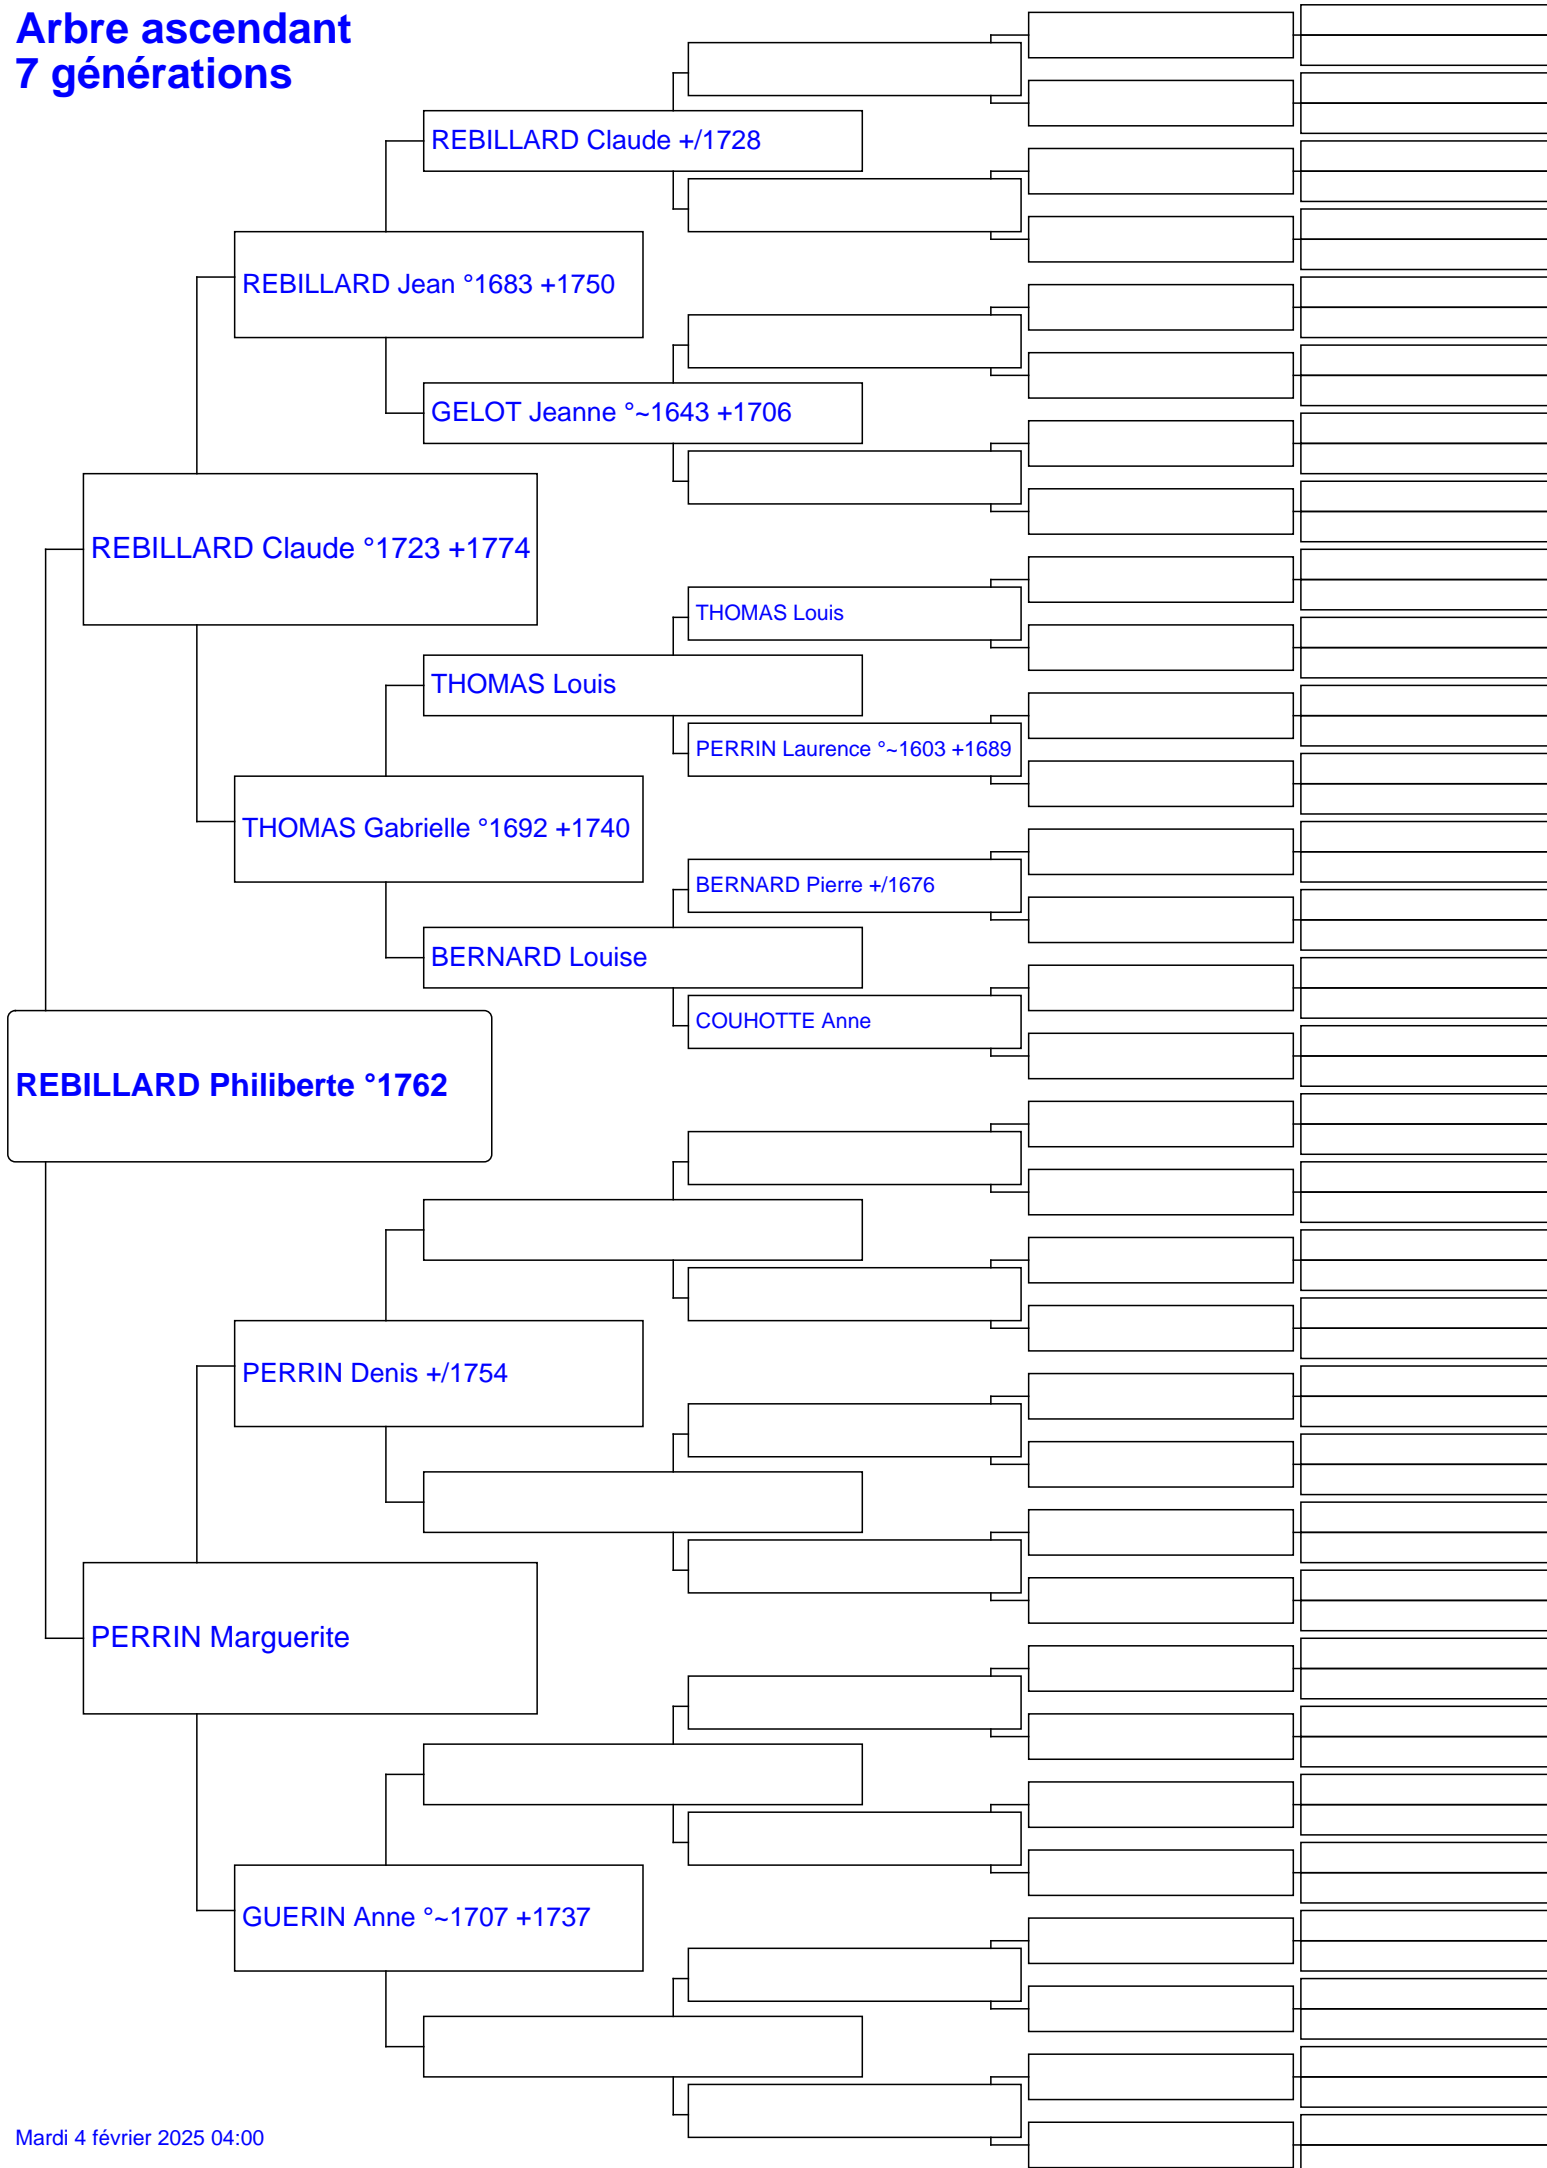 Arbre ascendant
7 générations
REBILLARD Claude +/1728
REBILLARD Jean °1683 +1750
GELOT Jeanne °~1643 +1706
REBILLARD Claude °1723 +1774
THOMAS Louis
THOMAS Louis
PERRIN Laurence °~1603 +1689
THOMAS Gabrielle °1692 +1740
BERNARD Pierre +/1676
BERNARD Louise
COUHOTTE Anne
REBILLARD Philiberte °1762
PERRIN Denis +/1754
PERRIN Marguerite
GUERIN Anne °~1707 +1737
Mardi 4 février 2025 04:00